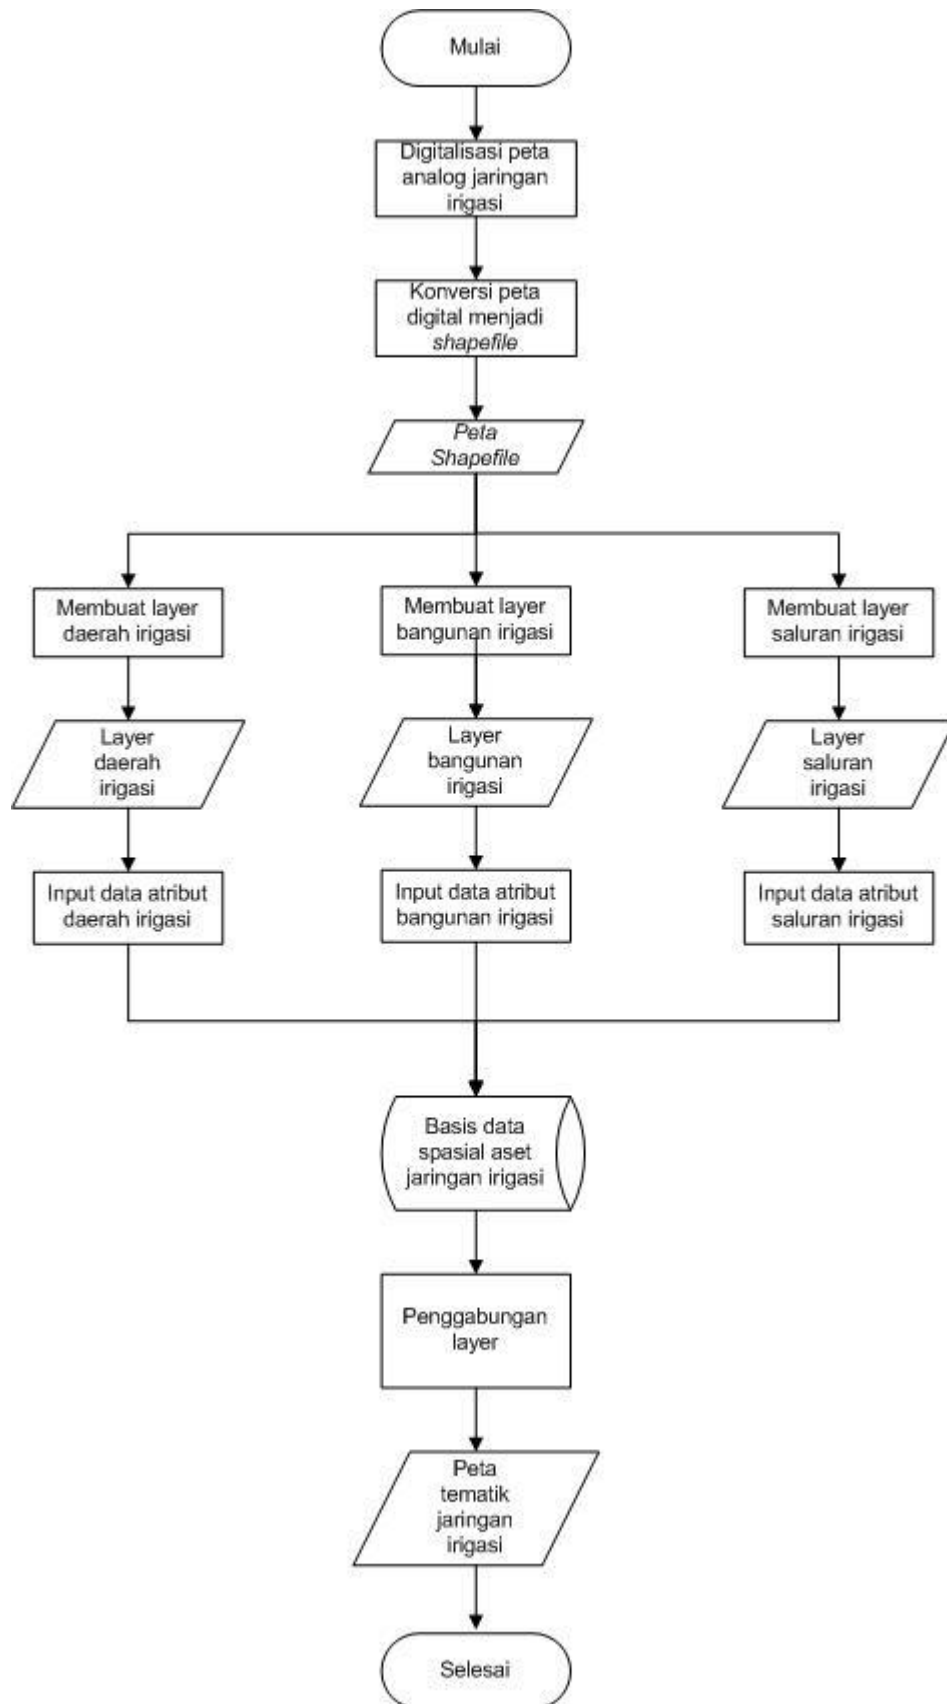 Mulai
Digitalisasi peta
analog jaringan
irigasi
Konversi peta
digital menjadi
shapefile
Peta
Shapefile
Membuat layer
daerah irigasi
Membuat layer
bangunan irigasi
Membuat layer
saluran irigasi
Layer
daerah
irigasi
Layer
bangunan
irigasi
Layer
saluran
irigasi
Input data atribut
daerah irigasi
Input data atribut
bangunan irigasi
Input data atribut
saluran irigasi
Basis data
spasial aset
jaringan irigasi
Penggabungan
layer
Peta
tematik
jaringan
irigasi
Selesai